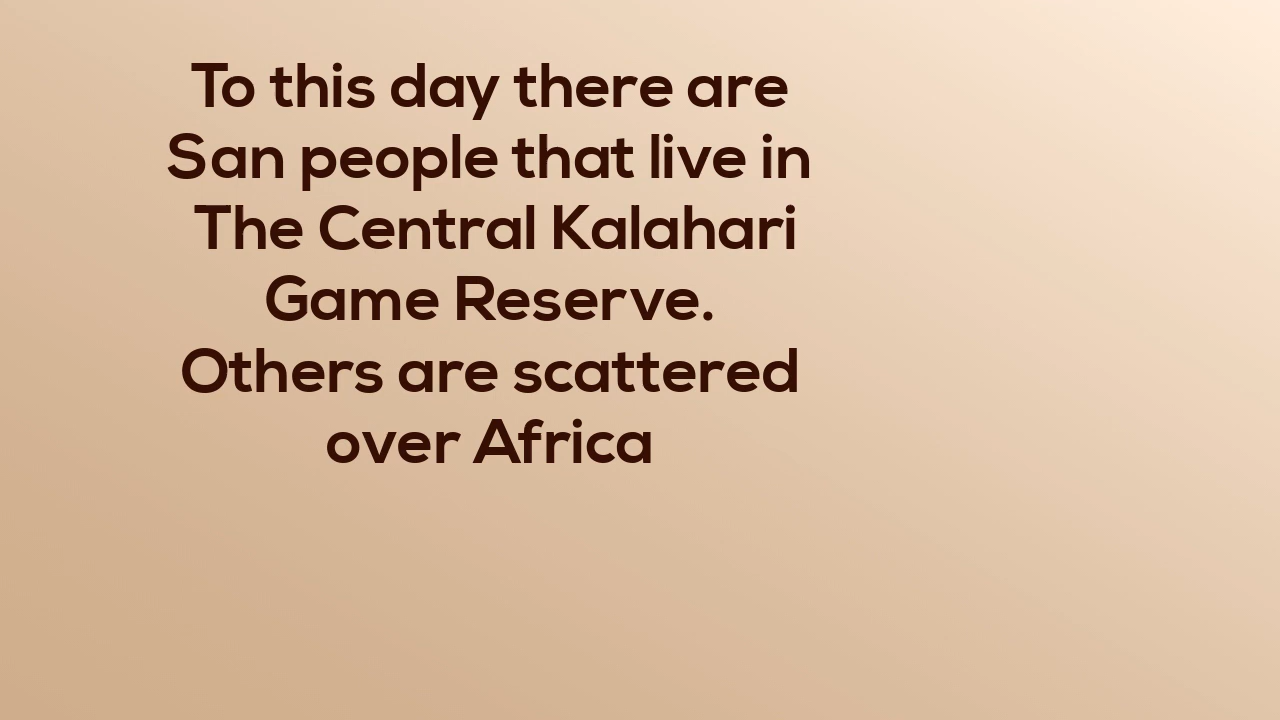 To this day there are
San people that live in
The Central Kalahari
Game Reserve.
Others are scattered
over Africa